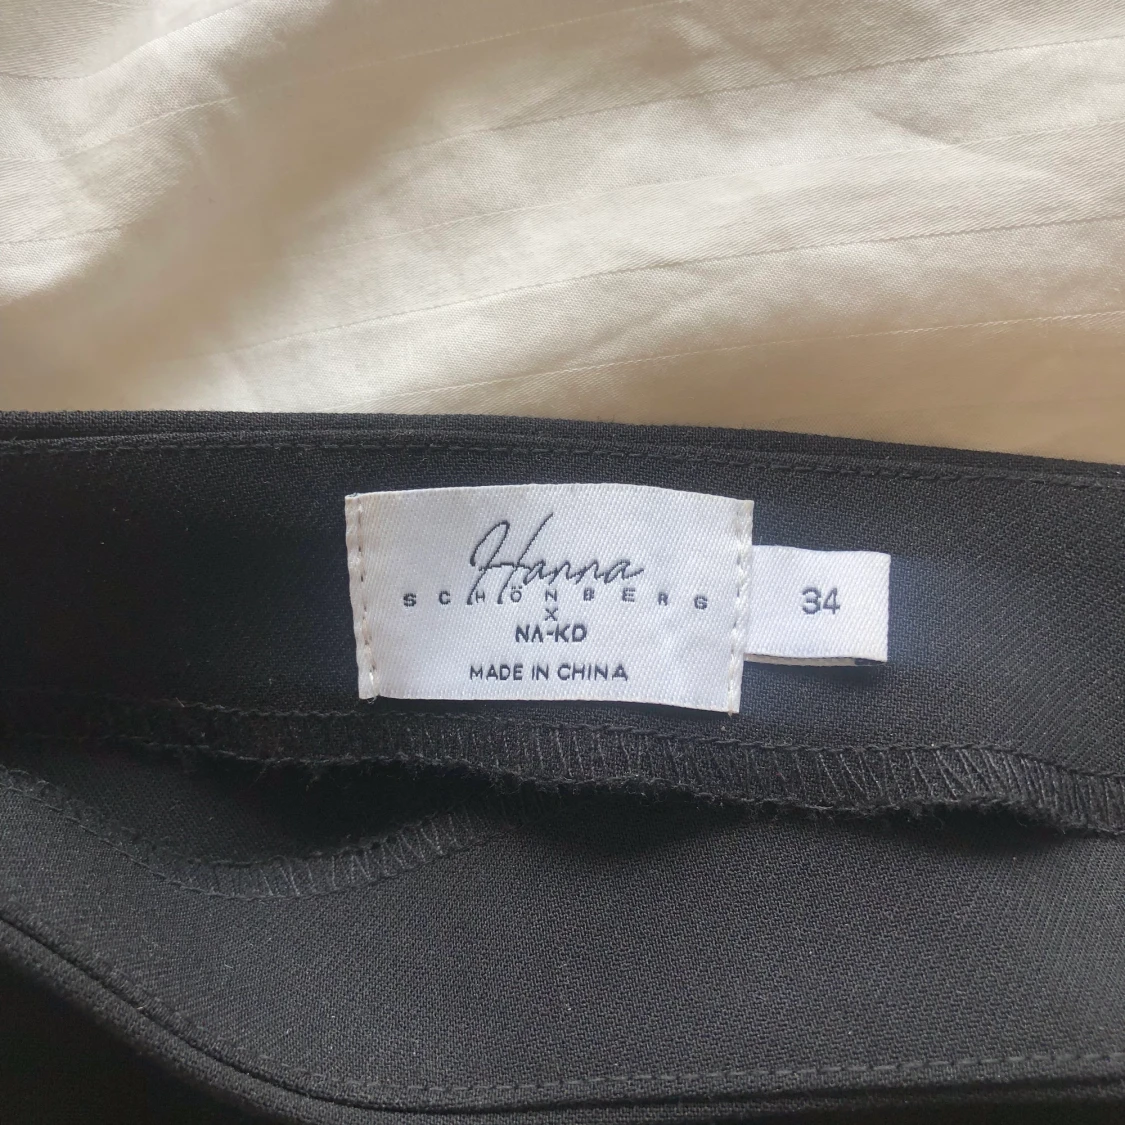 Hanna
SCHÖNBERG
X
NA-KD
MADE IN CHINA
34